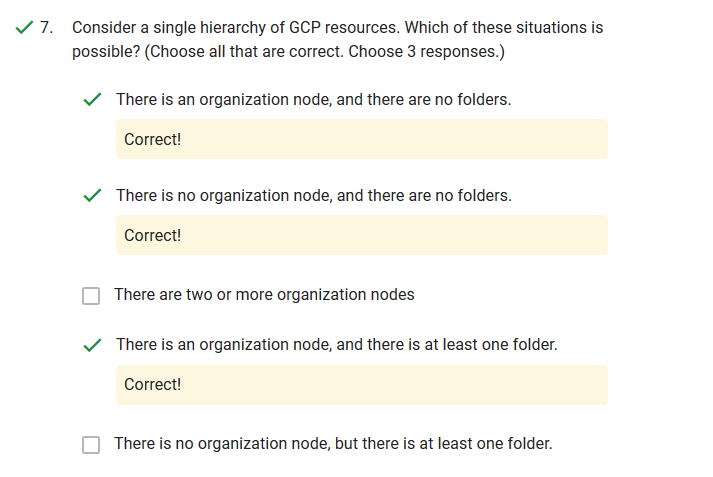 7. Consider a single hierarchy of GCP resources. Which of these situations is
possible? (Choose all that are correct. Choose 3 responses.)
There is an organization node, and there are no folders.
Correct!
There is no organization node, and there are no folders.
Correct!
There are two or more organization nodes
There is an organization node, and there is at least one folder.
Correct!
There is no organization node, but there is at least one folder.